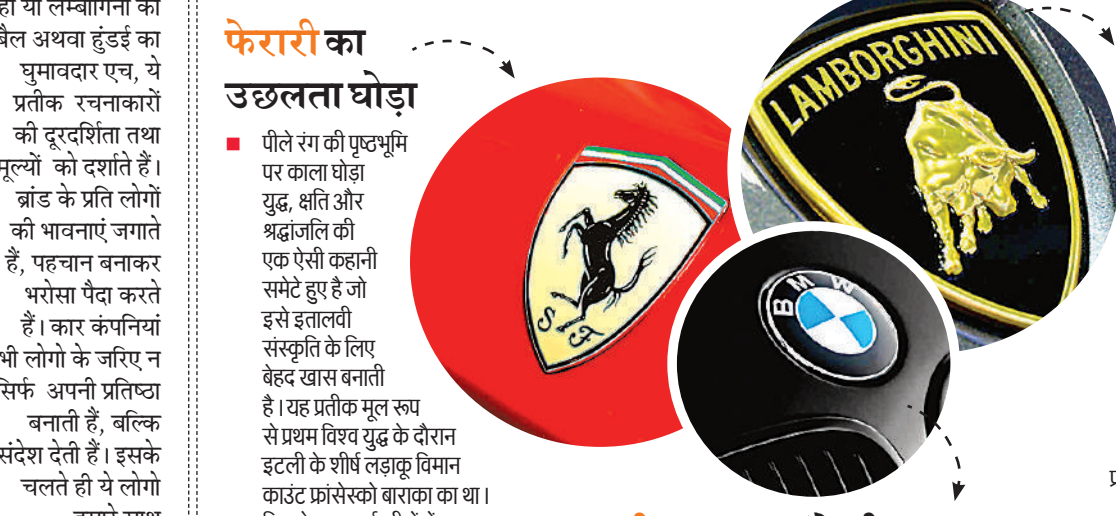 बैल अथवा हुंडई का
घुमावदार एच, ये
प्रतीक रचनाकारों
की दूरदर्शिता तथा
मूल्यों को दर्शाते हैं।
ब्रांड के प्रति लोगों
की भावनाएं जगाते
हैं, पहचान बनाकर
भरोसा पैदा करते
हैं। कार कंपनियां
भी लोगो के जरिए न
सिर्फ अपनी प्रतिष्ठा
बनाती हैं, बल्कि
संदेश देती हैं। इसके
चलते ही ये लोगो
फेरारी का
उछलता घोड़ा
पीले रंग की पृष्ठभूमि
पर काला घोड़ा
युद्ध, क्षति और
श्रद्धांजलि की
एक ऐसी कहानी
समेटे हुए है जो
इसे इतालवी
संस्कृति के लिए
बेहद खास बनाती
है। यह प्रतीक मूल रूप
से प्रथम विश्व युद्ध के दौरान
इटली के शीर्ष लड़ाकू विमान
काउंट फ्रांसेस्को बाराका का था।
S F
LAMBORGHINI
BMW